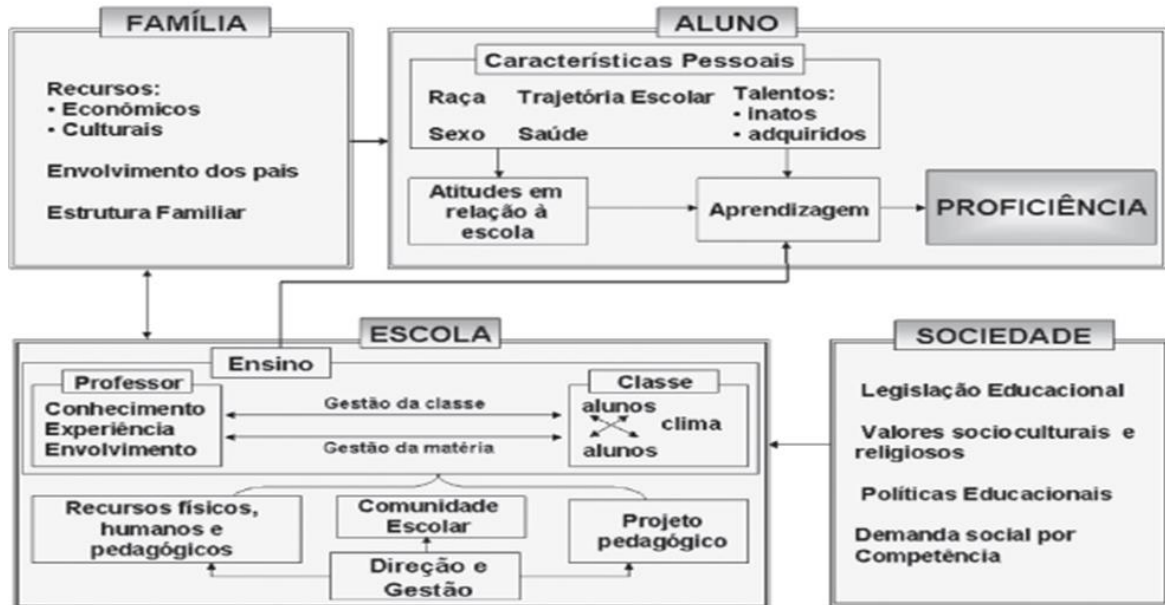 FAMÍLIA
Recursos:
• Econômicos
• Culturais
Envolvimento dos pais
Estrutura Familiar
ALUNO
Características Pessoais
Raça Trajetória Escolar Talentos:
• inatos
Sexo Saúde • adquiridos
Atitudes em
relação à
escola
Aprendizagem
PROFICIÊNCIA
ESCOLA
Ensino
Professor
Conhecimento
Experiência
Envolvimento
Gestão da classe
Gestão da matéria
Classe
alunos
clima
alunos
Recursos físicos,
humanos e
pedagógicos
Comunidade
Escolar
Projeto
pedagógico
Direção e
Gestão
SOCIEDADE
Legislação Educacional
Valores socioculturais e
religiosos
Políticas Educacionais
Demanda social por
Competência